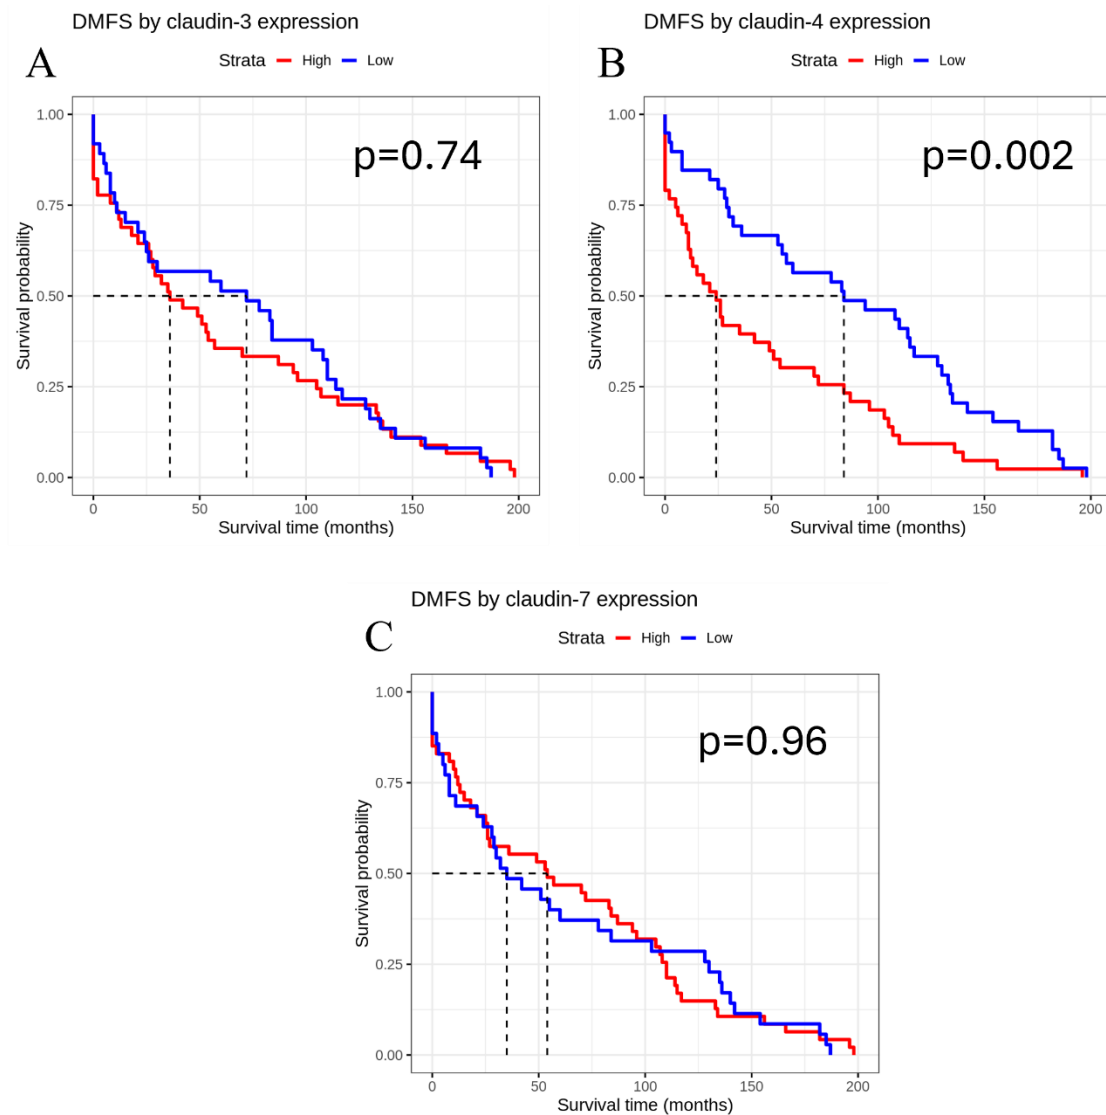 DMFS by claudin-3 expression
A
Strata High Low
p=0.74
1.00
0.75
0.50
0.25
0.00
Survival probability
0 50 100 150 200
Survival time (months)
DMFS by claudin-4 expression
B
Strata High Low
p=0.002
1.00
0.75
0.50
0.25
0.00
Survival probability
0 50 100 150 200
Survival time (months)
DMFS by claudin-7 expression
C
Strata High Low
p=0.96
1.00
0.75
0.50
0.25
0.00
Survival probability
0 50 100 150 200
Survival time (months)